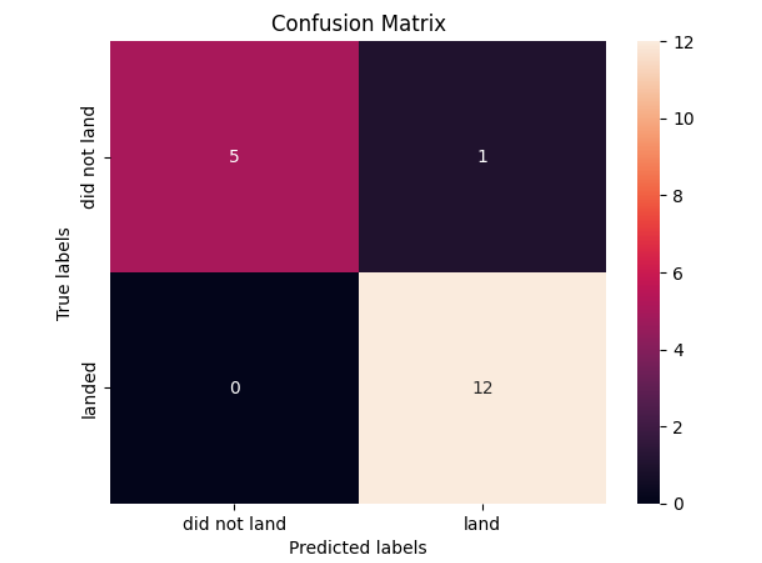 Confusion Matrix
True labels
did not land
landed
5
1
0
12
did not land
land
Predicted labels
12
10
8
6
4
2
0